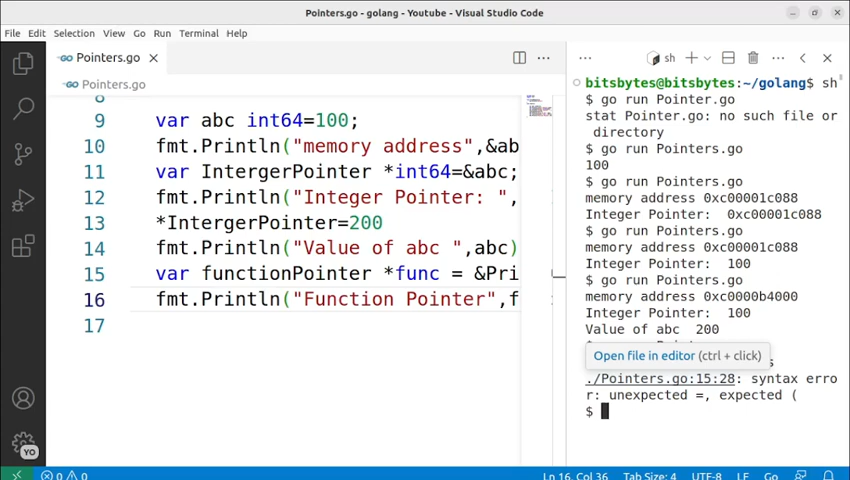 Pointers.go - golang - Youtube - Visual Studio Code
File Edit Selection View Go Run Terminal Help
Pointers.go
sh
Pointers.go
9 var abc int64=100;
10 fmt.Println("memory address",&ab
11 var IntergerPointer *int64=&abc;
12 fmt.Println("Integer Pointer: ",
13 *IntergerPointer=200
14 fmt.Println("Value of abc ",abc)
15 var functionPointer *func = &Pri
16 fmt.Println("Function Pointer",f
17
bitsbytes@bitsbytes:~/golang$ sh
$ go run Pointer.go
stat Pointer.go: no such file or
directory
$ go run Pointers.go
100
$ go run Pointers.go
memory address 0xc00001c088
Integer Pointer:  0xc00001c088
$ go run Pointers.go
memory address 0xc00001c088
Integer Pointer:  100
$ go run Pointers.go
memory address 0xc0000b4000
Integer Pointer:  100
Value of abc  200
Open file in editor (ctrl + click)
./Pointers.go:15:28: syntax erro
r: unexpected =, expected (
$
YO
0 0
Ln 16, Col 36 Tab Size: 4 UTF-8 LF Go